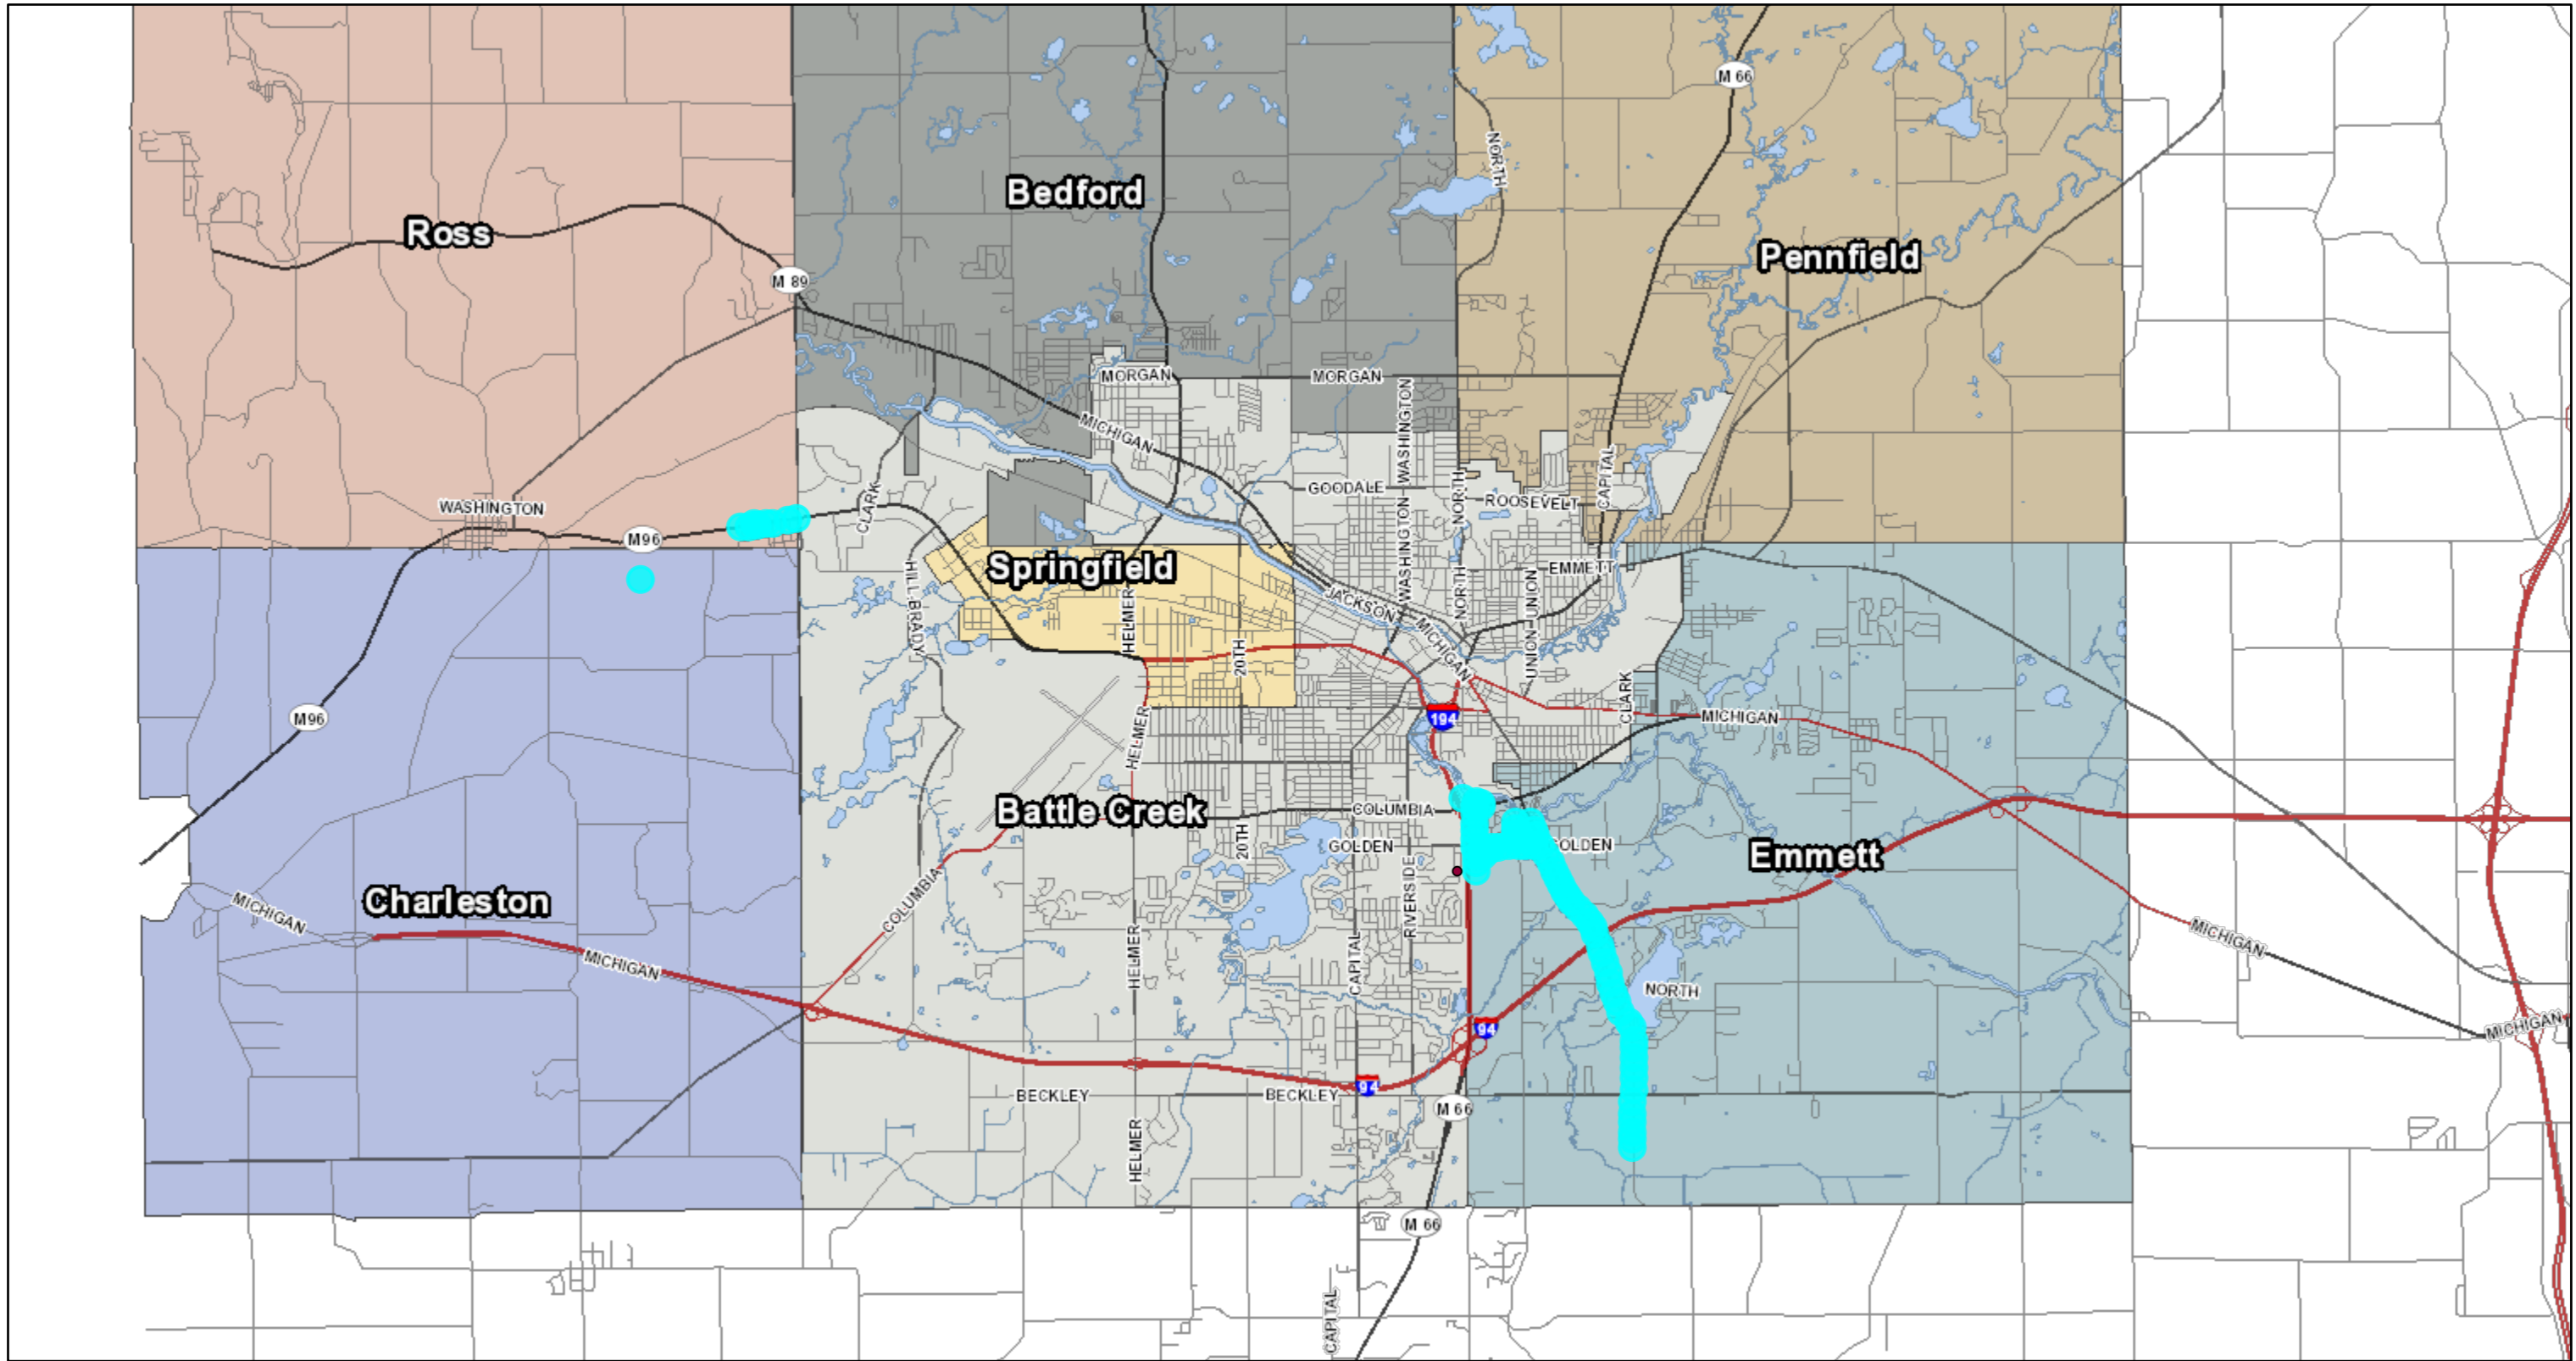 M 66
NORTH
Bedford
Ross
Pennfield
M 89
MORGAN
MORGAN
MICHIGAN
WASHINGTON
WASHINGTON
CAPITAL
GOODALE
NORTH
ROOSEVELT
CLARK
WASHINGTON
M96
Springfield
EMMETT
HILL-BRADY
HELMER
JACKSON
WASHINGTON
NORTH
UNION
UNION
MICHIGAN
20TH
CLARK
M96
194
MICHIGAN
HELMER
Battle Creek
COLUMBIA
20TH
GOLDEN
OLDEN
Emmett
RIVERSIDE
Charleston
COLUMBIA
MICHIGAN
MICHIGAN
HELMER
CAPITAL
MICHIGAN
NORTH
94
MICHIGAN
94
BECKLEY
BECKLEY
M 66
HELMER
M 66
CAPITAL